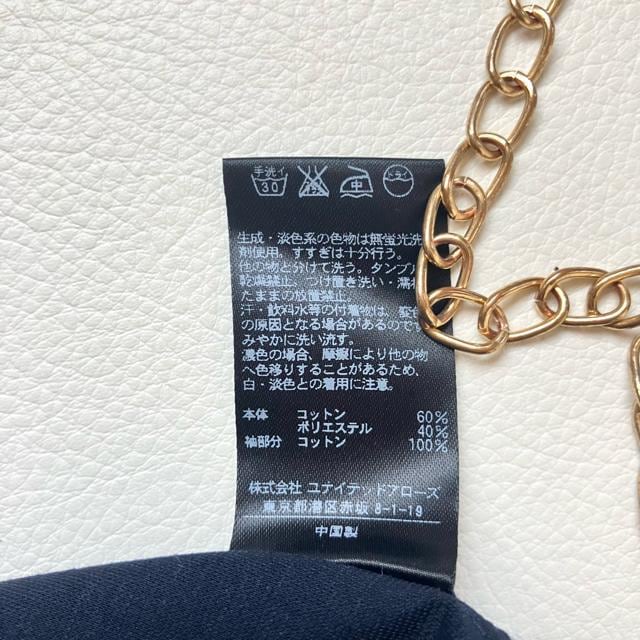 手洗イ 中 ドライ
30
生成・淡色系の色物は無蛍光洗
剤使用。すすぎは十分行う。
他の物と分けて洗う。タンブル
乾燥禁止。つけ置き洗い・濡れ
たままの放置禁止。
汗・飲料水等の付着物は、変色
の原因となる場合があるので
みやかに洗い流す。
濃色の場合、摩擦により他の物
へ色移りすることがあるため、
白・淡色との着用に注意。
本体 コットン 60%
ポリエステル 40%
袖部分 コットン 100%
株式会社 ユナイテッドアローズ
東京都港区赤坂 8-1-19
中国製